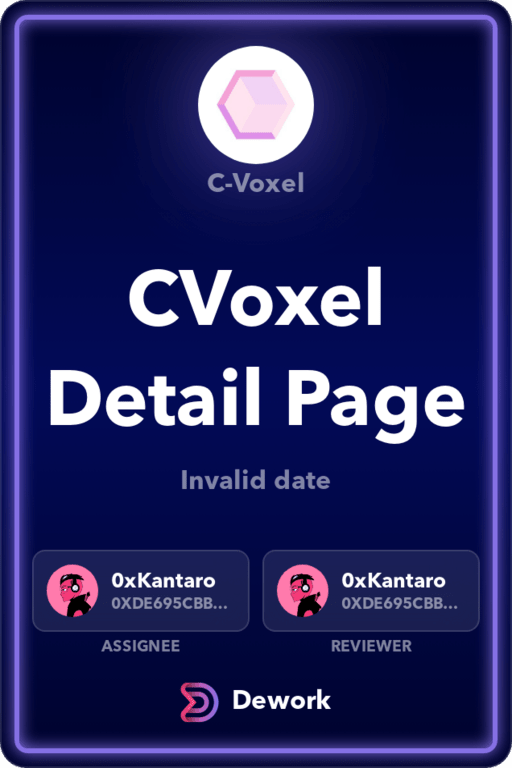 C-Voxel
CVoxel
Detail Page
Invalid date
0xKantaro
0XDE695CBB...
ASSIGNEE
0xKantaro
0XDE695CBB...
REVIEWER
Dework